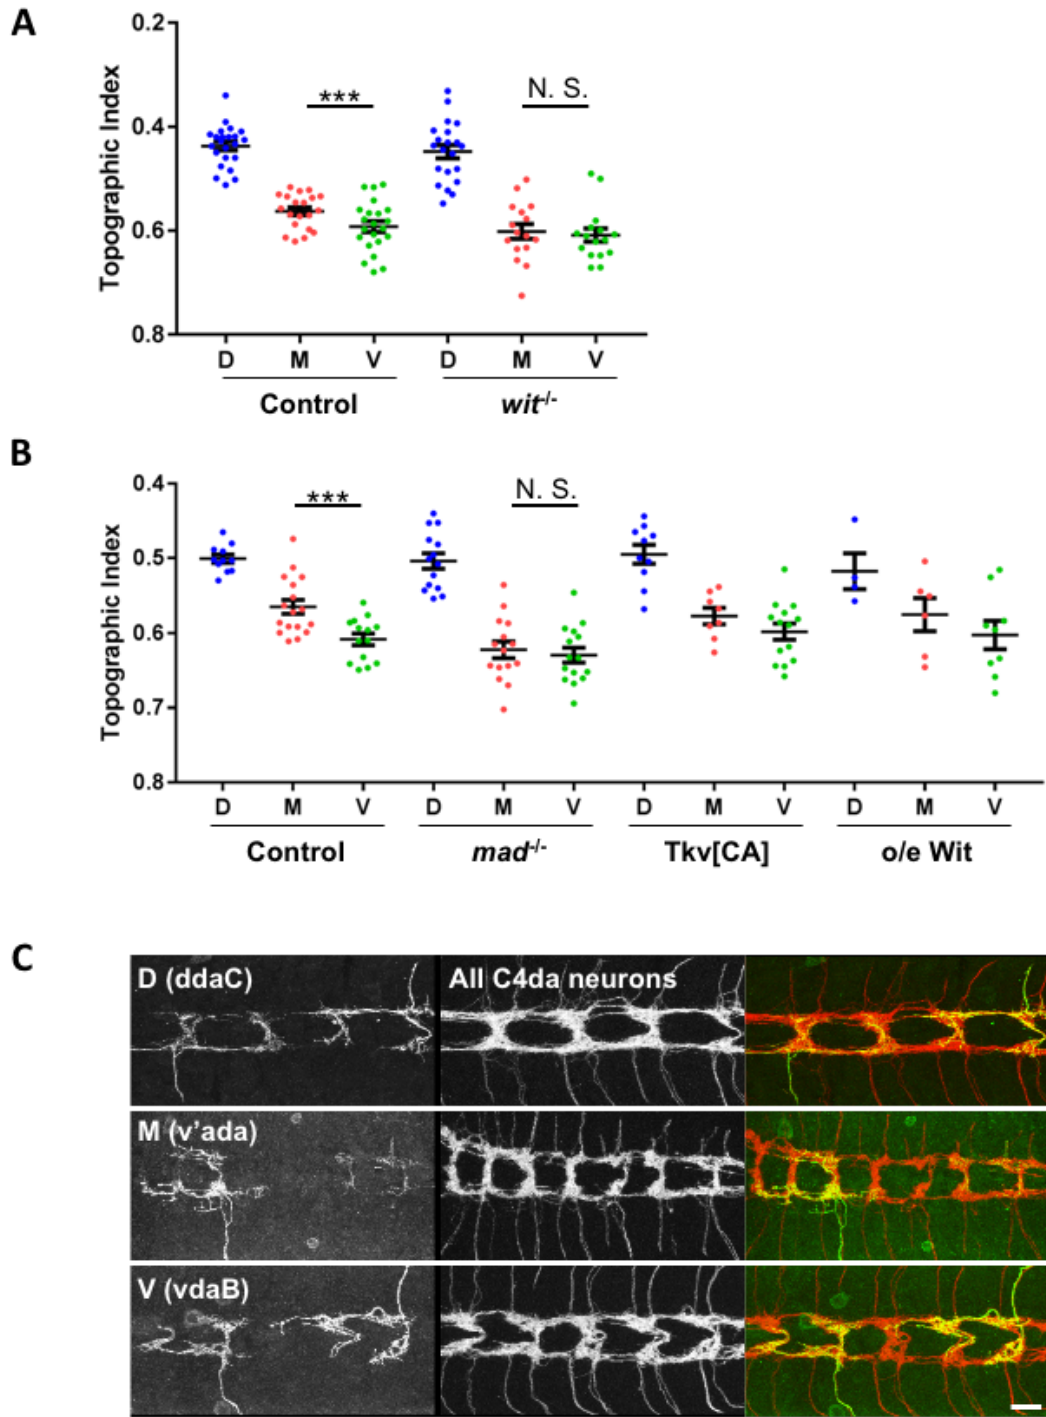 A
Topographic Index
0.2
0.4
0.6
0.8
***
N. S.
D M V D M V
Control wit-/-
B
Topographic Index
0.4
0.5
0.6
0.7
0.8
***
N. S.
D M V D M V D M V D M V
Control mad-/- Tkv[CA] o/e Wit
C
D (ddaC) All C4da neurons
M (v’ada)
V (vdaB)